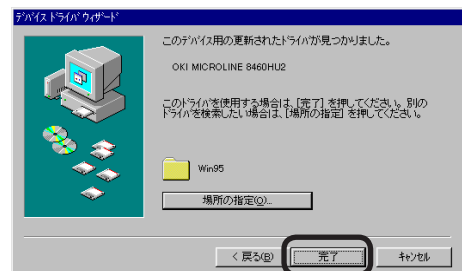 ﾃﾞﾊﾞｲｽ ﾄﾞﾗｲﾊﾞ ｳｨｻﾞｰﾄﾞ
このﾃﾞﾊﾞｲｽ用の更新されたﾄﾞﾗｲﾊﾞが見つかりました。
OKI MICROLINE 8460HU2
このﾄﾞﾗｲﾊﾞを使用する場合は、[完了] を押してください。別の
ﾄﾞﾗｲﾊﾞを検索したい場合は、[場所の指定] を押してください。
Win95
場所の指定(O)...
< 戻る(B)
完了
ｷｬﾝｾﾙ